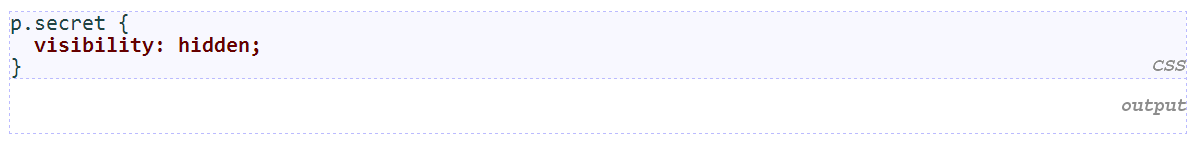 p.secret {
  visibility: hidden;
}
CSS
output